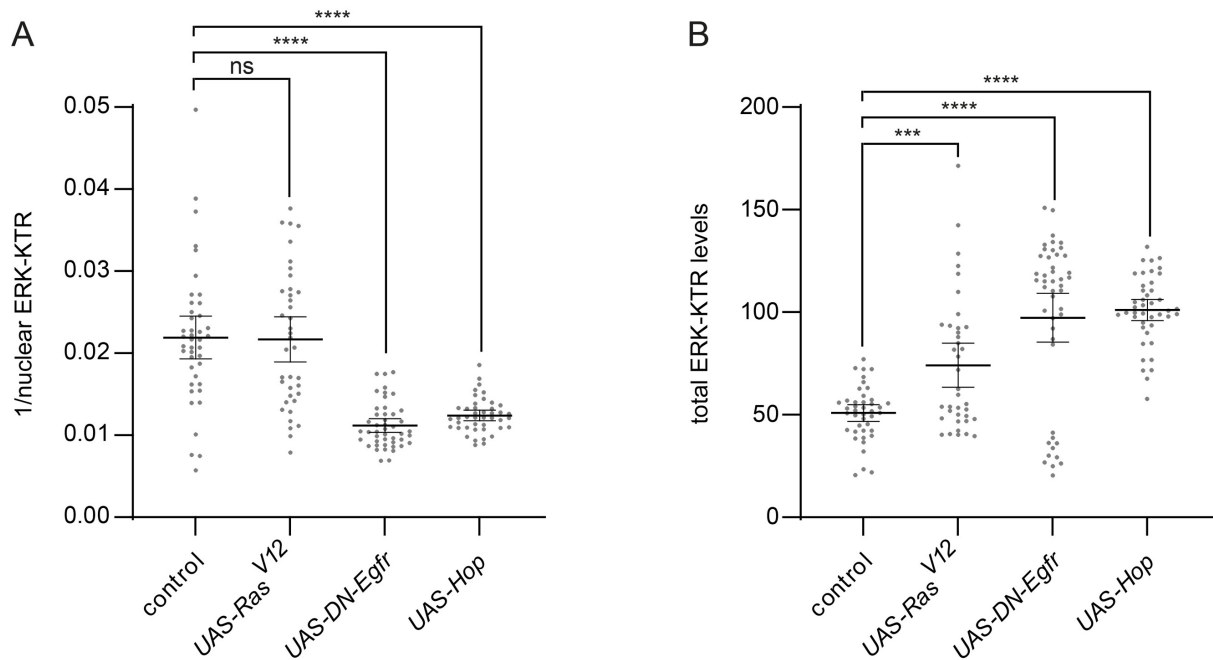 A
****
****
ns
0.05
0.04
0.03
0.02
0.01
0.00
1/nuclear ERK-KTR
control
UAS-Ras V12
UAS-DN-Egfr
UAS-Hop
B
****
****
***
200
150
100
50
0
total ERK-KTR levels
control
UAS-Ras V12
UAS-DN-Egfr
UAS-Hop